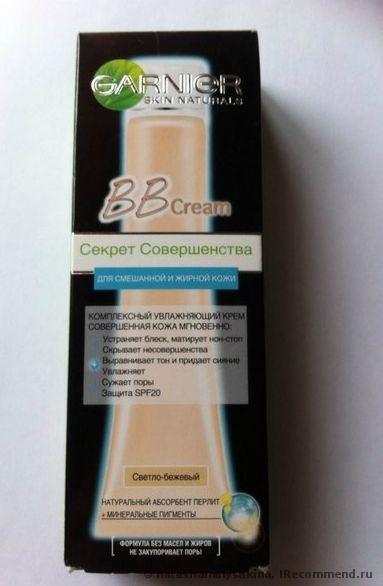 GARNIER
SKIN NATURALS
BB Cream
Секрет Совершенства
ДЛЯ СМЕШАННОЙ И ЖИРНОЙ КОЖИ
КОМПЛЕКСНЫЙ УВЛАЖНЯЮЩИЙ КРЕМ
СОВЕРШЕННАЯ КОЖА МГНОВЕННО:
Устраняет блеск, матирует нон-стоп
Скрывает несовершенства
Выравнивает тон и придает сияние
Увлажняет
Сужает поры
Защита SPF20
Светло-бежевый
НАТУРАЛЬНЫЙ АБСОРБЕНТ ПЕРЛИТ
+ МИНЕРАЛЬНЫЕ ПИГМЕНТЫ
ФОРМУЛА БЕЗ МАСЕЛ И ЖИРОВ
НЕ ЗАКУПОРИВАЕТ ПОРЫ
IRecommend.ru